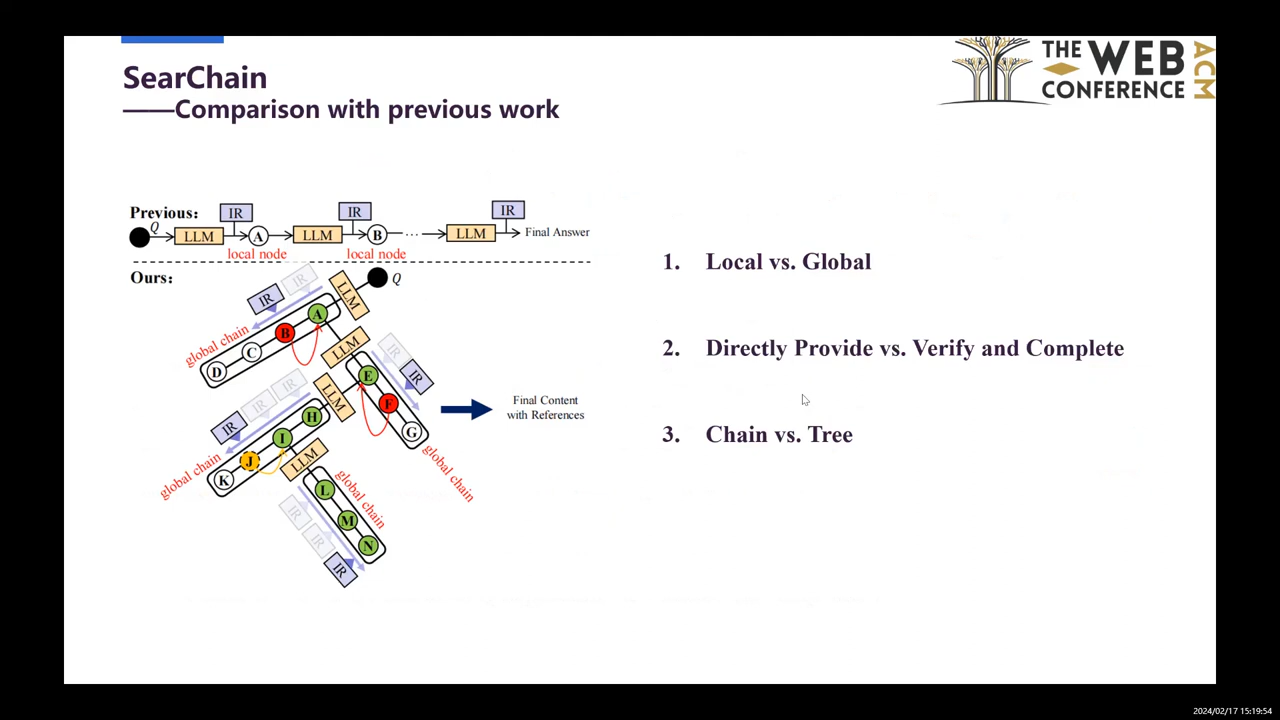 SearChain
——Comparison with previous work
THE WEB
CONFERENCE
ACM
Previous:
Q
IR
IR
IR
LLM
A
LLM
B
...
LLM
Final Answer
local node
local node
Ours:
Q
IR
IR
LLM
A
B
C
D
global chain
LLM
IR
IR
E
F
G
global chain
LLM
IR
IR
IR
H
I
J
K
global chain
LLM
L
M
N
global chain
IR
IR
IR
Final Content
with References
1. Local vs. Global
2. Directly Provide vs. Verify and Complete
3. Chain vs. Tree
2024/02/17 15:19:54